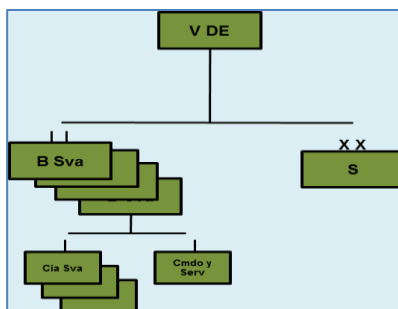 V DE
X X
B Sva
S
Cia Sva
Cmdo y
Serv